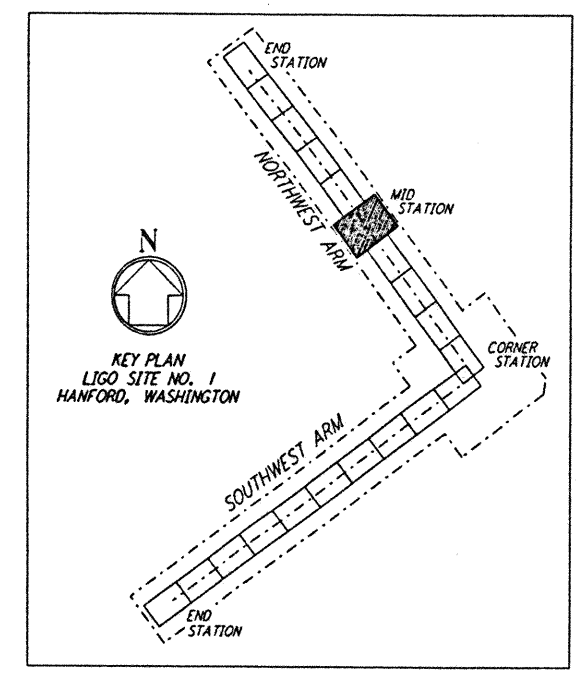 END
STATION
NORTHWEST ARM
MID
STATION
N
KEY PLAN
LIGO SITE NO. 1
HANFORD, WASHINGTON
CORNER
STATION
SOUTHWEST ARM
END
STATION